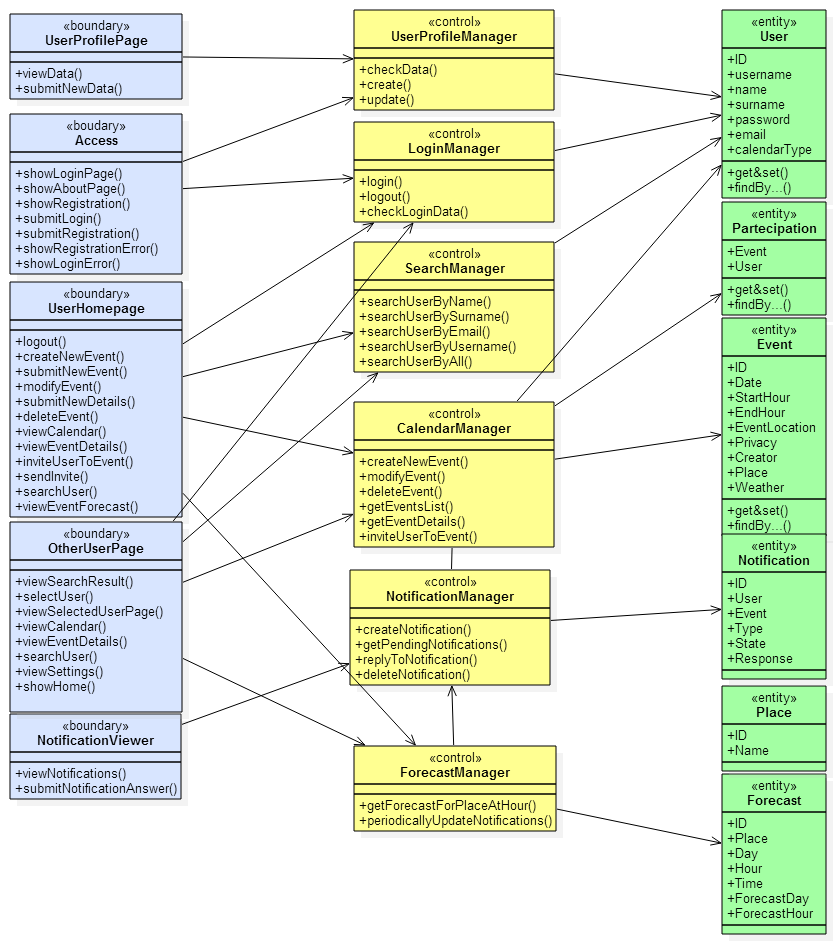 «boundary»
UserProfilePage
+viewData()
+submitNewData()
«boudary»
Access
+showLoginPage()
+showAboutPage()
+showRegistration()
+submitLogin()
+submitRegistration()
+showRegistrationError()
+showLoginError()
«boundary»
UserHomepage
+logout()
+createNewEvent()
+submitNewEvent()
+modifyEvent()
+submitNewDetails()
+deleteEvent()
+viewCalendar()
+viewEventDetails()
+inviteUserToEvent()
+sendInvite()
+searchUser()
+viewEventForecast()
«boundary»
OtherUserPage
+viewSearchResult()
+selectUser()
+viewSelectedUserPage()
+viewCalendar()
+viewEventDetails()
+searchUser()
+viewSettings()
+showHome()
«boundary»
NotificationViewer
+viewNotifications()
+submitNotificationAnswer()
«control»
UserProfileManager
+checkData()
+create()
+update()
«control»
LoginManager
+login()
+logout()
+checkLoginData()
«control»
SearchManager
+searchUserByName()
+searchUserBySurname()
+searchUserByEmail()
+searchUserByUsername()
+searchUserByAll()
«control»
CalendarManager
+createNewEvent()
+modifyEvent()
+deleteEvent()
+getEventsList()
+getEventDetails()
+inviteUserToEvent()
«control»
NotificationManager
+createNotification()
+getPendingNotifications()
+replyToNotification()
+deleteNotification()
«control»
ForecastManager
+getForecastForPlaceAtHour()
+periodicallyUpdateNotifications()
«entity»
User
+ID
+username
+name
+surname
+password
+email
+calendarType
+get&set()
+findBy...()
«entity»
Partecipation
+Event
+User
+get&set()
+findBy...()
«entity»
Event
+ID
+Date
+StartHour
+EndHour
+EventLocation
+Privacy
+Creator
+Place
+Weather
+get&set()
+findBy...()
«entity»
Notification
+ID
+User
+Event
+Type
+State
+Response
«entity»
Place
+ID
+Name
«entity»
Forecast
+ID
+Place
+Day
+Hour
+Time
+ForecastDay
+ForecastHour